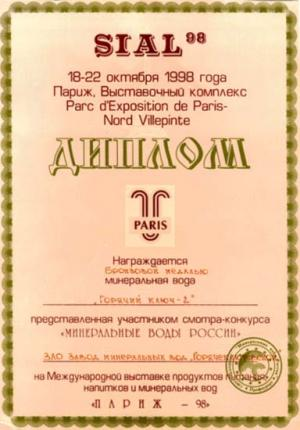 SIAL 98
18-22 октября 1998 года
Париж, Выставочный комплекс
Parc d'Exposition de Paris-
Nord Villepinte
ДИПЛОМ
PARIS
Награждается
Бронзовой медалью
минеральная вода
„Горячий Ключ-2"
представленная участником смотра-конкурса
«МИНЕРАЛЬНЫЕ ВОДЫ РОССИИ»
ЗАО Завод минеральных вод
на Международной выставке продуктов питания,
напитков и минеральных вод
«ПАРИЖ - 98»